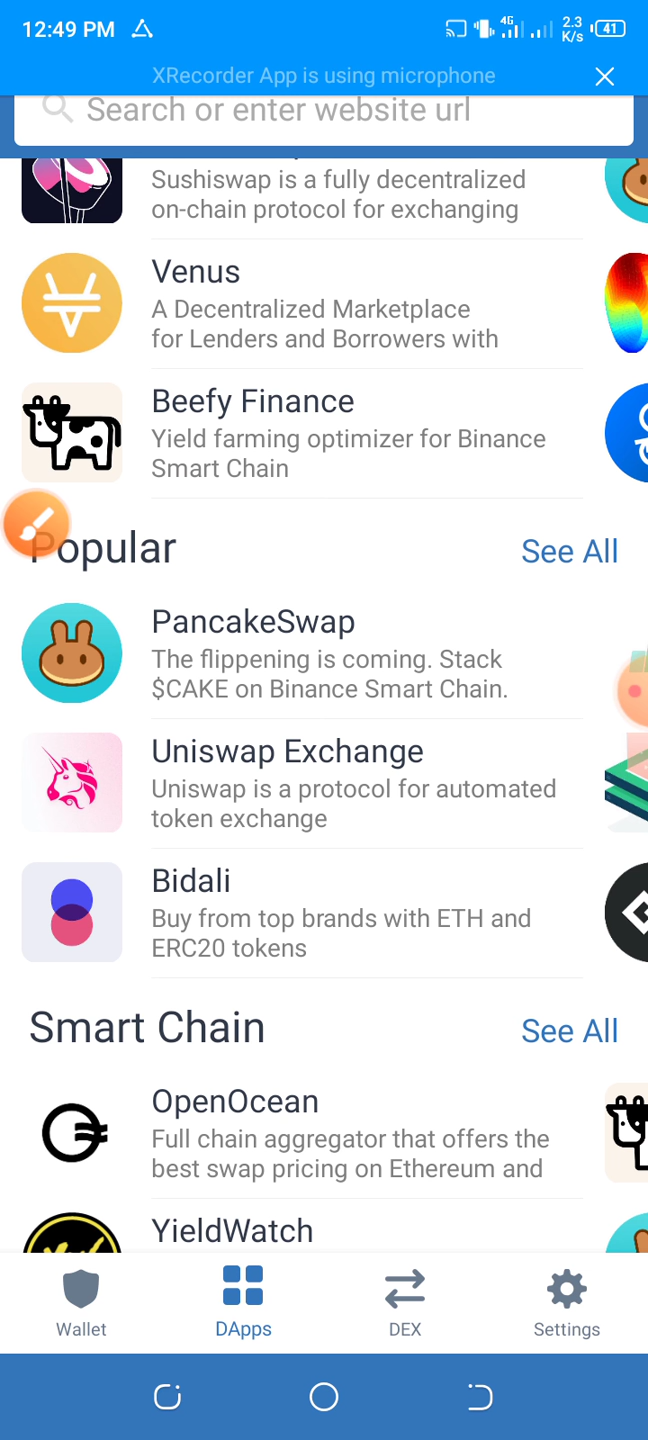 12:49 PM
4G
2.3
K/s
41
XRecorder App is using microphone
Search or enter website url
Sushiswap is a fully decentralized
on-chain protocol for exchanging
Venus
A Decentralized Marketplace
for Lenders and Borrowers with
Beefy Finance
Yield farming optimizer for Binance
Smart Chain
Popular
See All
PancakeSwap
The flippening is coming. Stack
$CAKE on Binance Smart Chain.
Uniswap Exchange
Uniswap is a protocol for automated
token exchange
Bidali
Buy from top brands with ETH and
ERC20 tokens
Smart Chain
See All
OpenOcean
Full chain aggregator that offers the
best swap pricing on Ethereum and
YieldWatch
Wallet
DApps
DEX
Settings